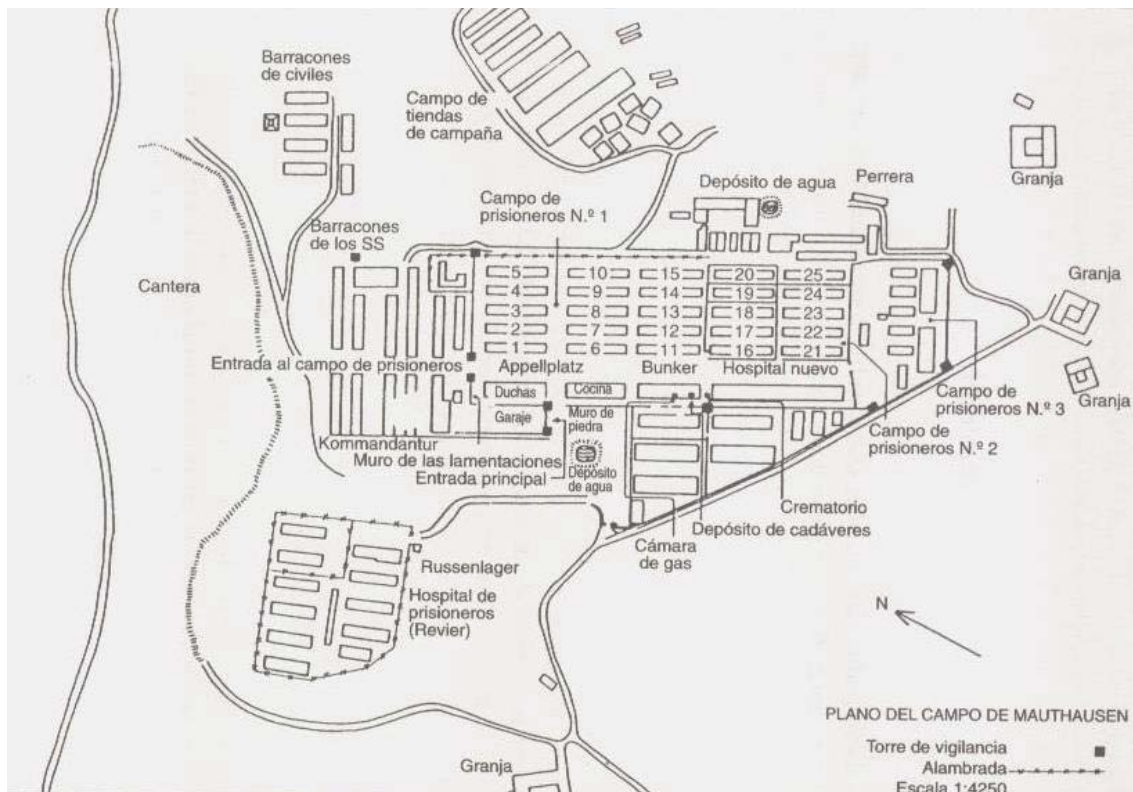 Barracones
de civiles
Campo de
tiendas
de campaña
Campo de
prisioneros N.º 1
Depósito de agua
Perrera
Granja
Barracones
de los SS
Cantera
Granja
5 10 15 20 25
4 9 14 19 24
3 8 13 18 23
2 7 12 17 22
1 6 11 16 21
Entrada al campo de prisioneros
Appellplatz
Bunker
Hospital nuevo
Campo de
prisioneros N.º 3
Granja
Duchas
Cocina
Garaje
Muro de
piedra
Campo de
prisioneros N.º 2
Kommandantur
Muro de las lamentaciones
Entrada principal
Depósito
de agua
Crematorio
Depósito de cadáveres
Cámara
de gas
Russenlager
Hospital de
prisioneros
(Revier)
N
PLANO DEL CAMPO DE MAUTHAUSEN
Torre de vigilancia
Alambrada
Escala 1:4250
Granja